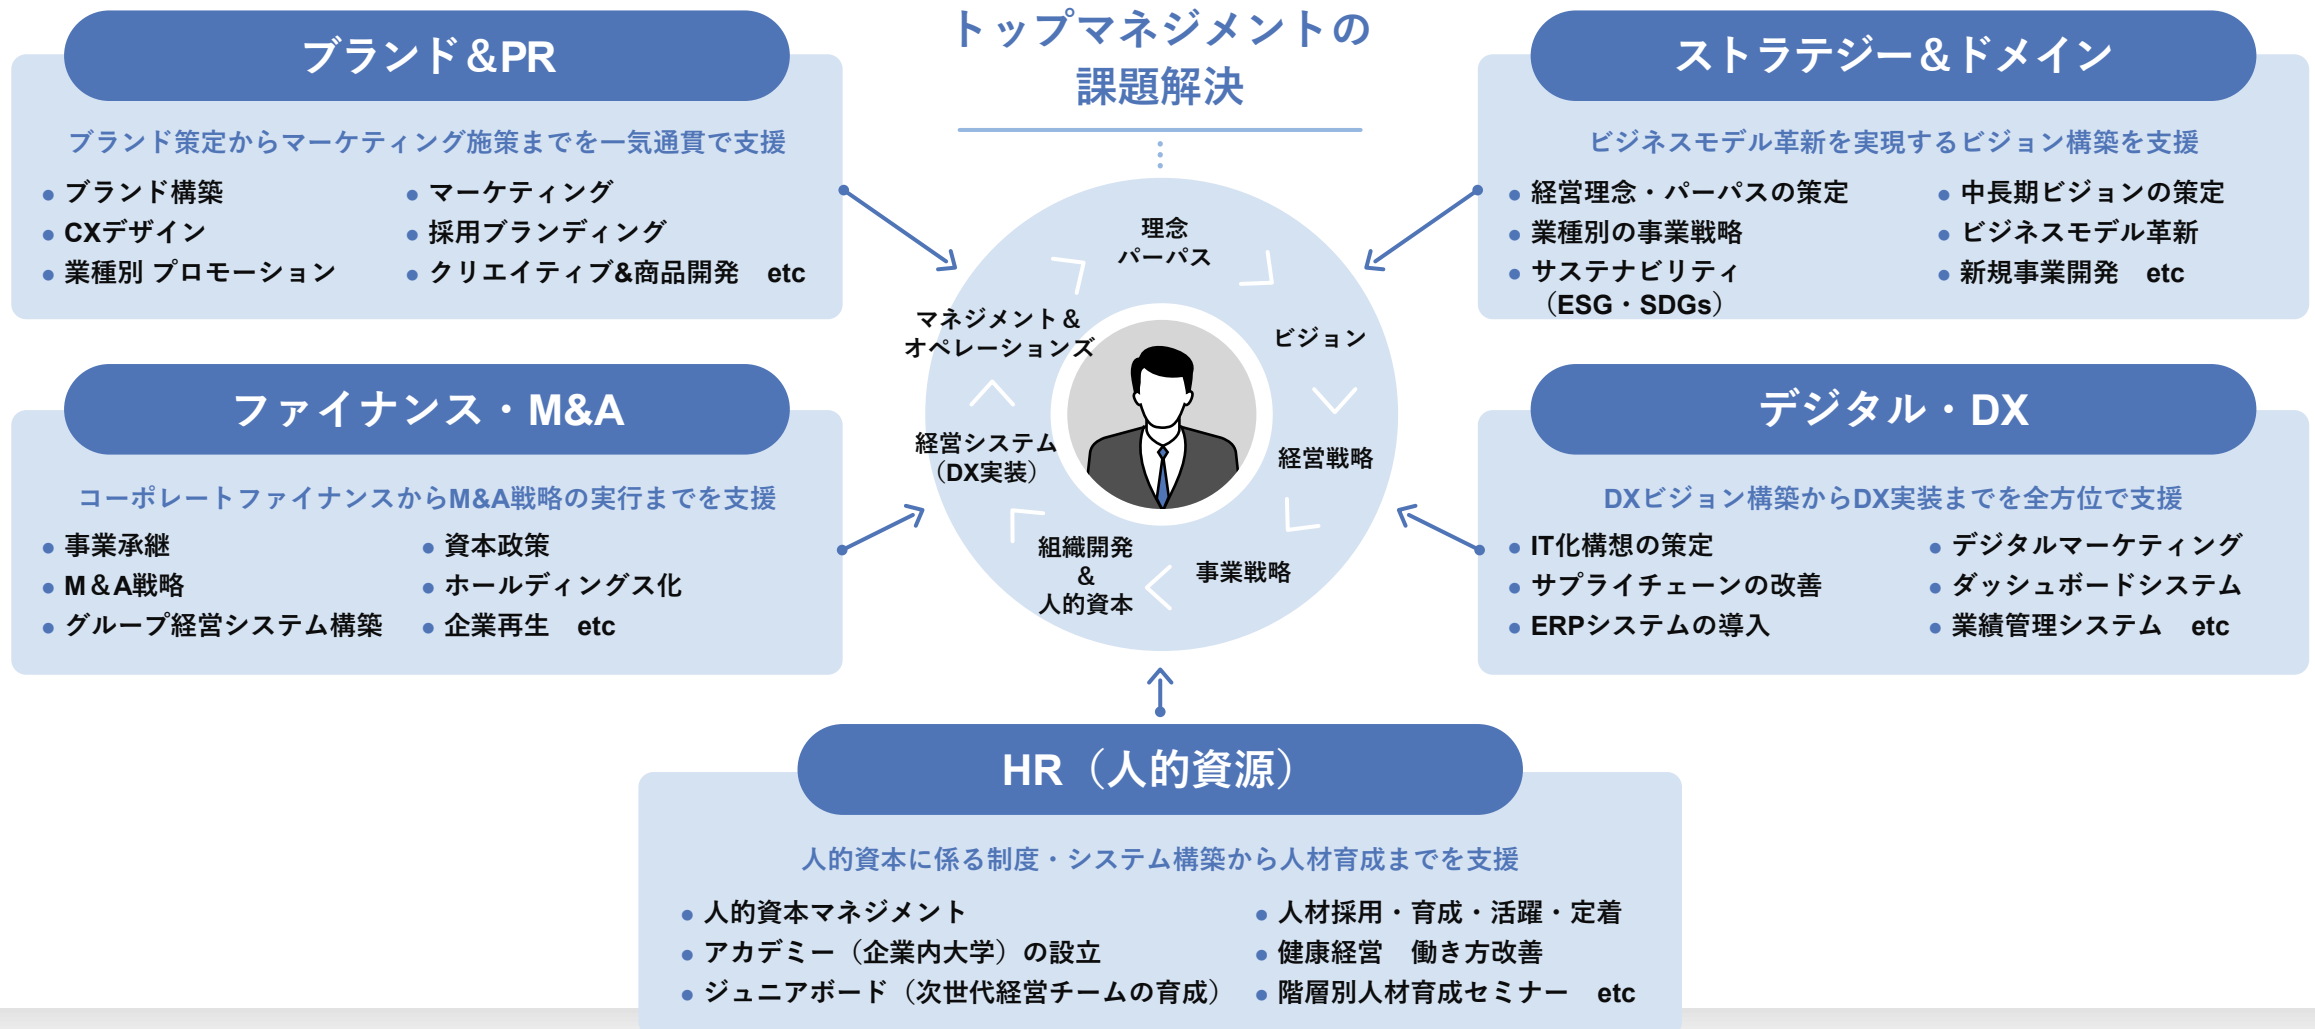 トップマネジメントの
課題解決
ブランド＆PR
ブランド策定からマーケティング施策までを一気通貫で支援
ブランド構築
CXデザイン
業種別 プロモーション
マーケティング
採用ブランディング
クリエイティブ&商品開発　etc
ストラテジー＆ドメイン
ビジネスモデル革新を実現するビジョン構築を支援
経営理念・パーパスの策定
業種別の事業戦略
サステナビリティ
（ESG・SDGs）
中長期ビジョンの策定
ビジネスモデル革新
新規事業開発　etc
理念
パーパス
ビジョン
経営戦略
事業戦略
組織開発
&
人的資本
経営システム
（DX実装）
マネジメント＆
オペレーションズ
ファイナンス・M&A
コーポレートファイナンスからM&A戦略の実行までを支援
事業承継
M＆A戦略
グループ経営システム構築
資本政策
ホールディングス化
企業再生　etc
デジタル・DX
DXビジョン構築からDX実装までを全方位で支援
IT化構想の策定
サプライチェーンの改善
ERPシステムの導入
デジタルマーケティング
ダッシュボードシステム
業績管理システム　etc
HR（人的資源）
人的資本に係る制度・システム構築から人材育成までを支援
人的資本マネジメント
アカデミー（企業内大学）の設立
ジュニアボード（次世代経営チームの育成）
人材採用・育成・活躍・定着
健康経営　働き方改善
階層別人材育成セミナー　etc